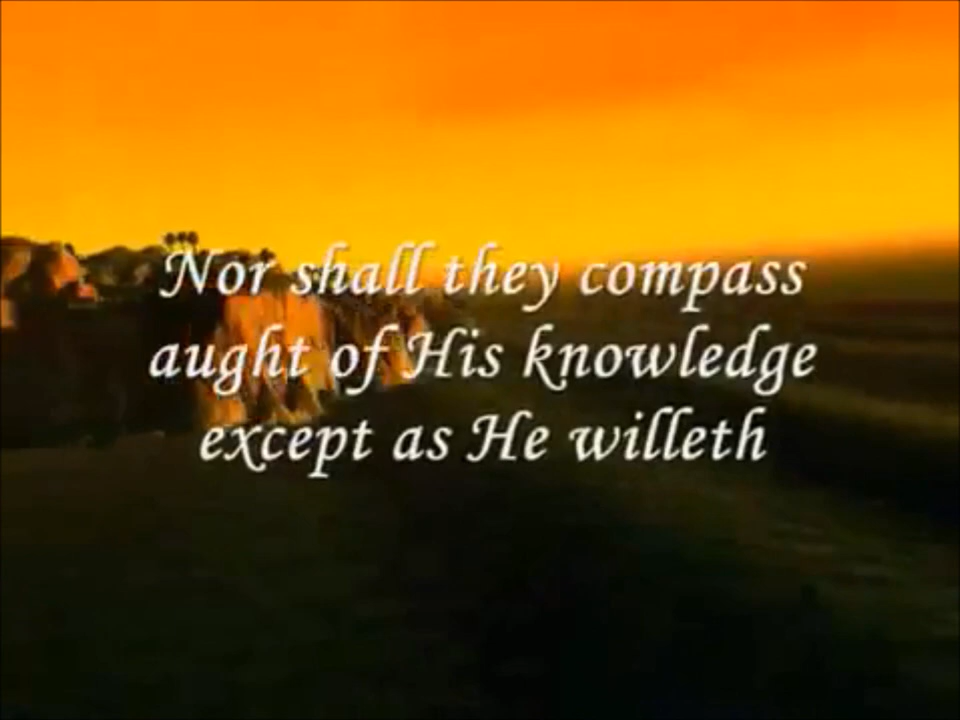 Nor shall they compass
aught of His knowledge
except as He willeth